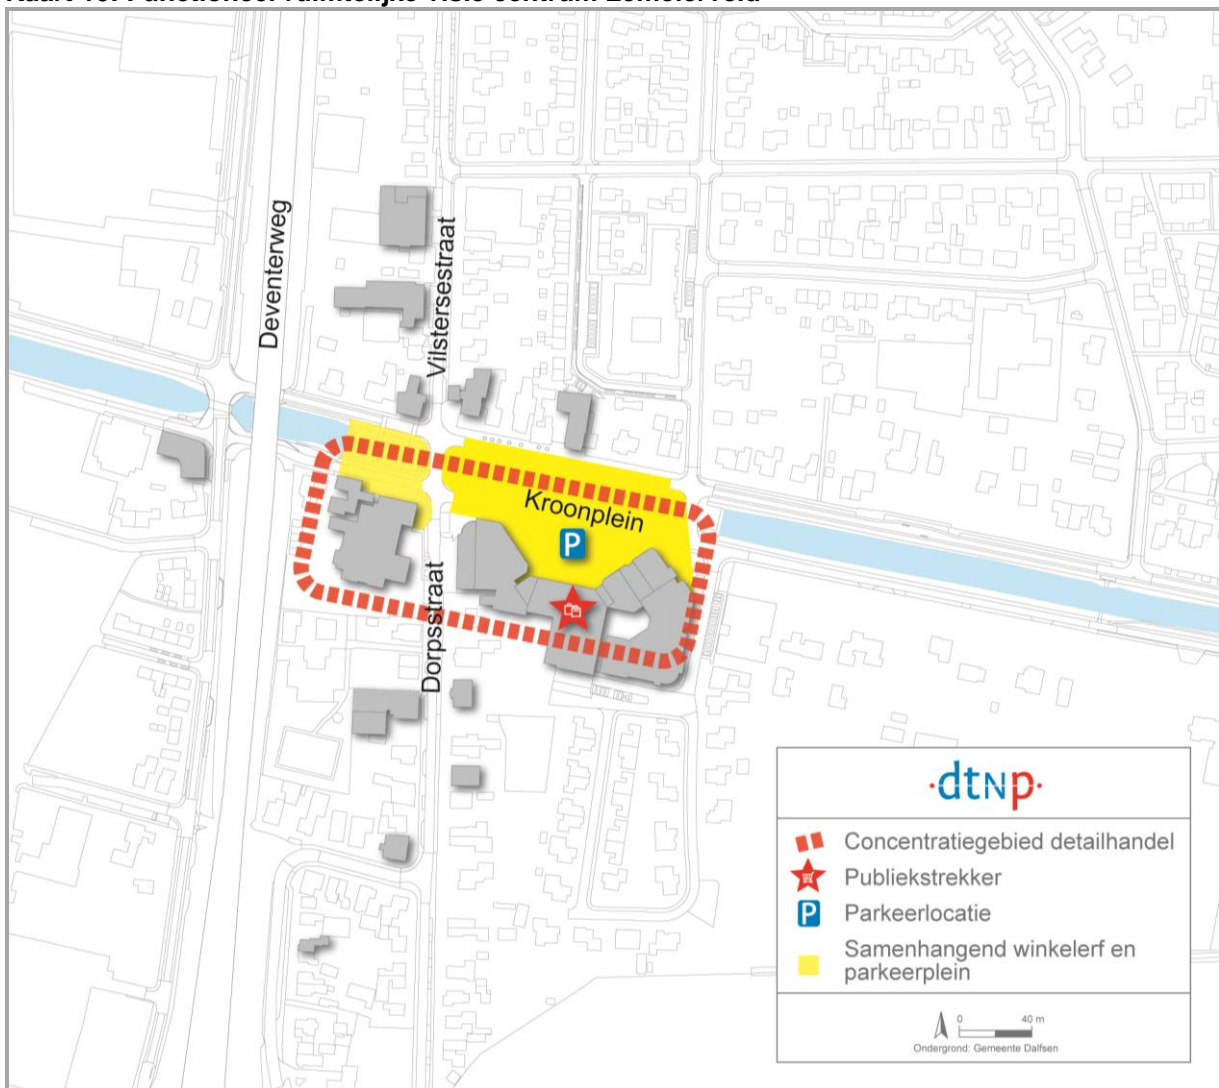 Deventerweg
Vilstersestraat
Kroonplein
P
Dorpsstraat
·dtNp·
Concentratiegebied detailhandel
Publiekstrekker
P Parkeerlocatie
Samenhangend winkelerf en
parkeerplein
0 40 m
Ondergrond: Gemeente Dalfsen